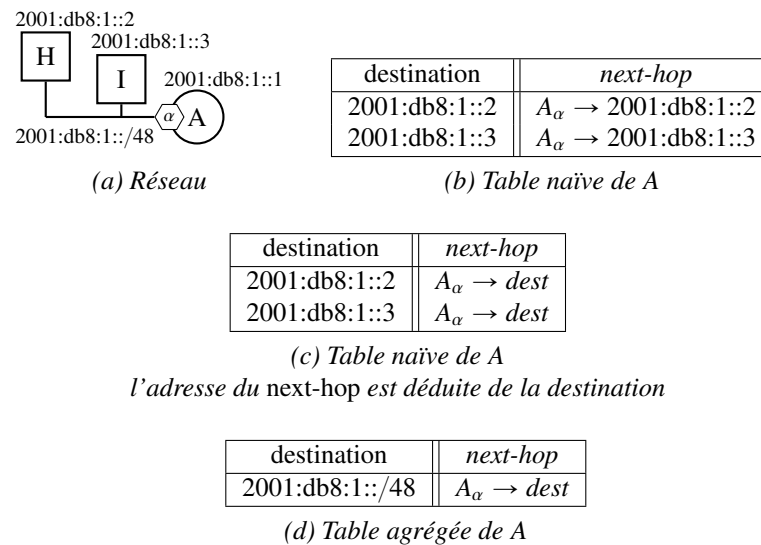 2001:db8:1::2
2001:db8:1::3
H
I
2001:db8:1::1
α
A
2001:db8:1::/48
(a) Réseau
destination next-hop
2001:db8:1::2 Aα → 2001:db8:1::2
2001:db8:1::3 Aα → 2001:db8:1::3
(b) Table naïve de A
destination next-hop
2001:db8:1::2 Aα → dest
2001:db8:1::3 Aα → dest
(c) Table naïve de A
l'adresse du next-hop est déduite de la destination
destination next-hop
2001:db8:1::/48 Aα → dest
(d) Table agrégée de A